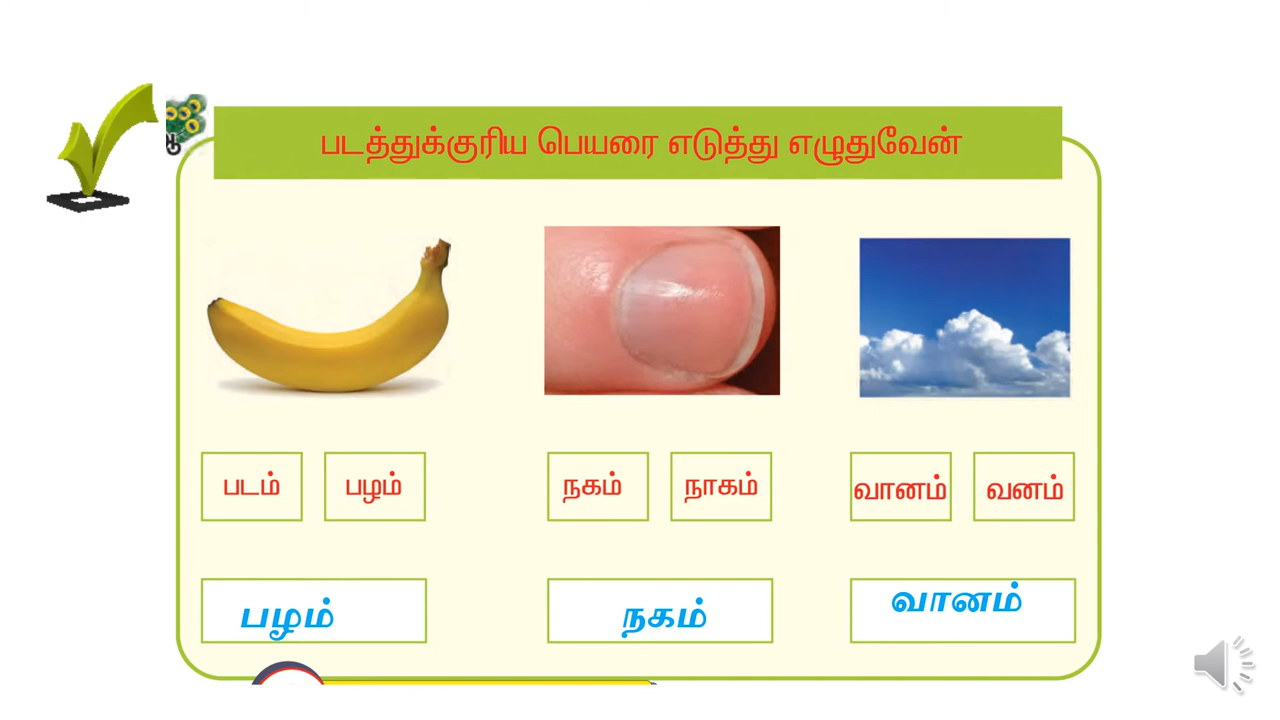 படத்துக்குரிய பெயரை எடுத்து எழுதுவேன்
படம் பழம் நகம் நாகம் வானம் வனம்
பழம் நகம் வானம்